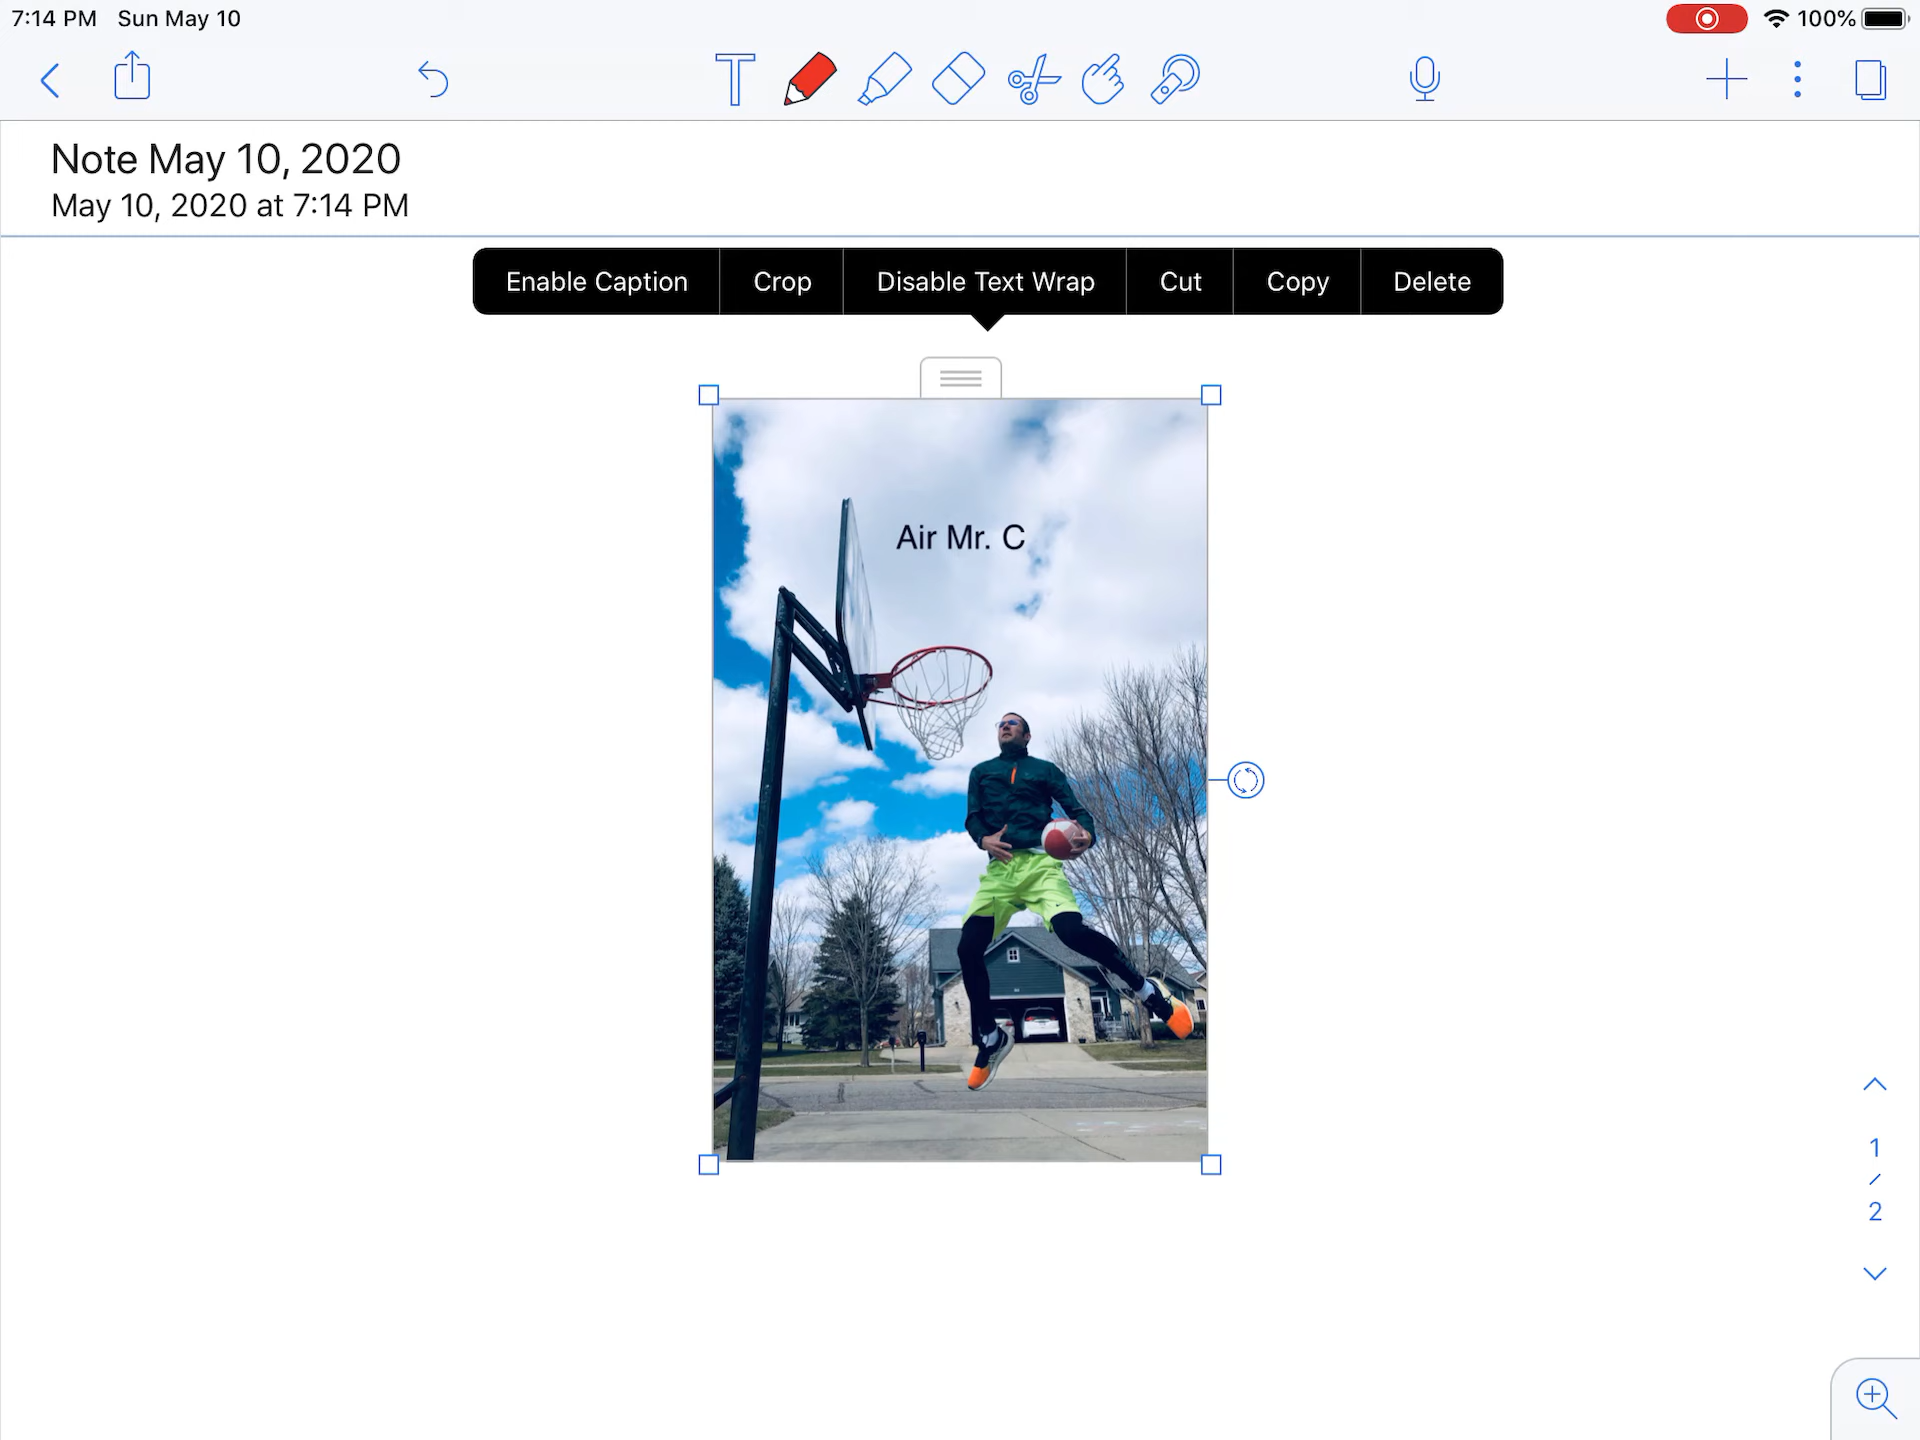 7:14 PM Sun May 10 100%
Note May 10, 2020
May 10, 2020 at 7:14 PM
Enable Caption Crop Disable Text Wrap Cut Copy Delete
Air Mr. C
1
/
2